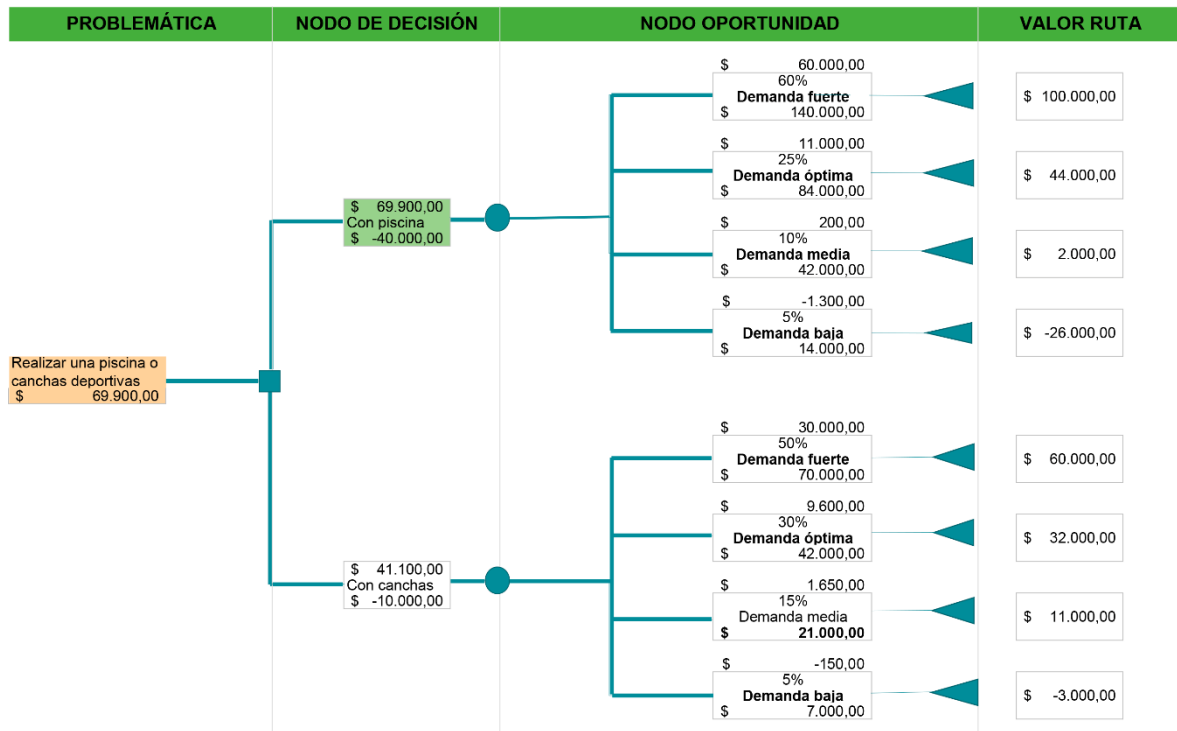 PROBLEMÁTICA
NODO DE DECISIÓN
NODO OPORTUNIDAD
VALOR RUTA
$ 60.000,00
60%
Demanda fuerte
$ 140.000,00
$ 100.000,00
$ 11.000,00
25%
Demanda óptima
$ 84.000,00
$ 44.000,00
$ 69.900,00
Con piscina
$ -40.000,00
$ 200,00
10%
Demanda media
$ 42.000,00
$ 2.000,00
$ -1.300,00
5%
Demanda baja
$ 14.000,00
$ -26.000,00
Realizar una piscina o
canchas deportivas
$ 69.900,00
$ 30.000,00
50%
Demanda fuerte
$ 70.000,00
$ 60.000,00
$ 9.600,00
30%
Demanda óptima
$ 42.000,00
$ 32.000,00
$ 41.100,00
Con canchas
$ -10.000,00
$ 1.650,00
15%
Demanda media
$ 21.000,00
$ 11.000,00
$ -150,00
5%
Demanda baja
$ 7.000,00
$ -3.000,00